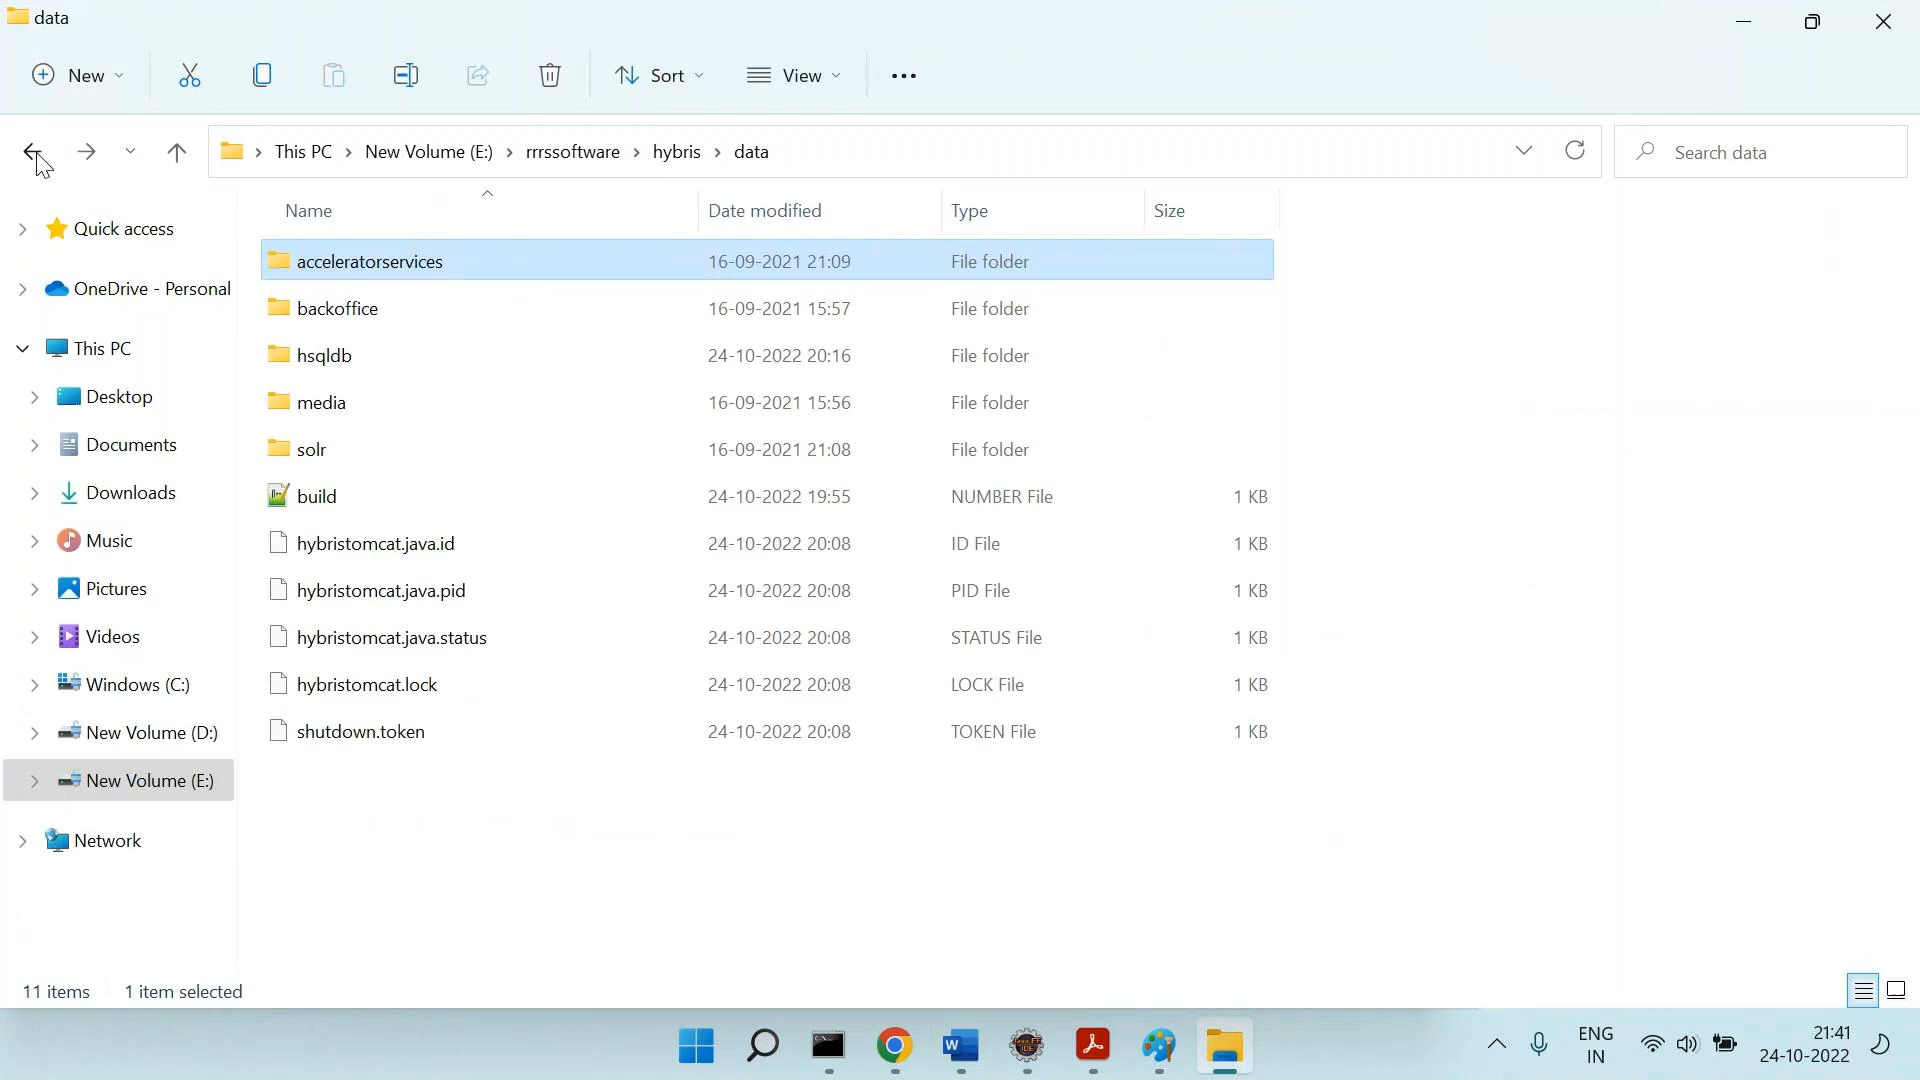 data
New
Sort
View
This PC
New Volume (E:)
rrrssoftware
hybris
data
Search data
Name
Date modified
Type
Size
Quick access
OneDrive - Personal
This PC
Desktop
Documents
Downloads
Music
Pictures
Videos
Windows (C:)
New Volume (D:)
New Volume (E:)
Network
acceleratorservices 16-09-2021 21:09 File folder
backoffice 16-09-2021 15:57 File folder
hsqldb 24-10-2022 20:16 File folder
media 16-09-2021 15:56 File folder
solr 16-09-2021 21:08 File folder
build 24-10-2022 19:55 NUMBER File 1 KB
hybristomcat.java.id 24-10-2022 20:08 ID File 1 KB
hybristomcat.java.pid 24-10-2022 20:08 PID File 1 KB
hybristomcat.java.status 24-10-2022 20:08 STATUS File 1 KB
hybristomcat.lock 24-10-2022 20:08 LOCK File 1 KB
shutdown.token 24-10-2022 20:08 TOKEN File 1 KB
11 items 1 item selected
ENG
IN
21:41
24-10-2022